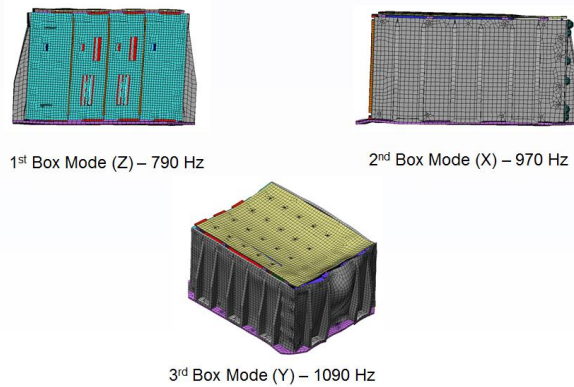 1st Box Mode (Z) – 790 Hz
2nd Box Mode (X) – 970 Hz
3rd Box Mode (Y) – 1090 Hz